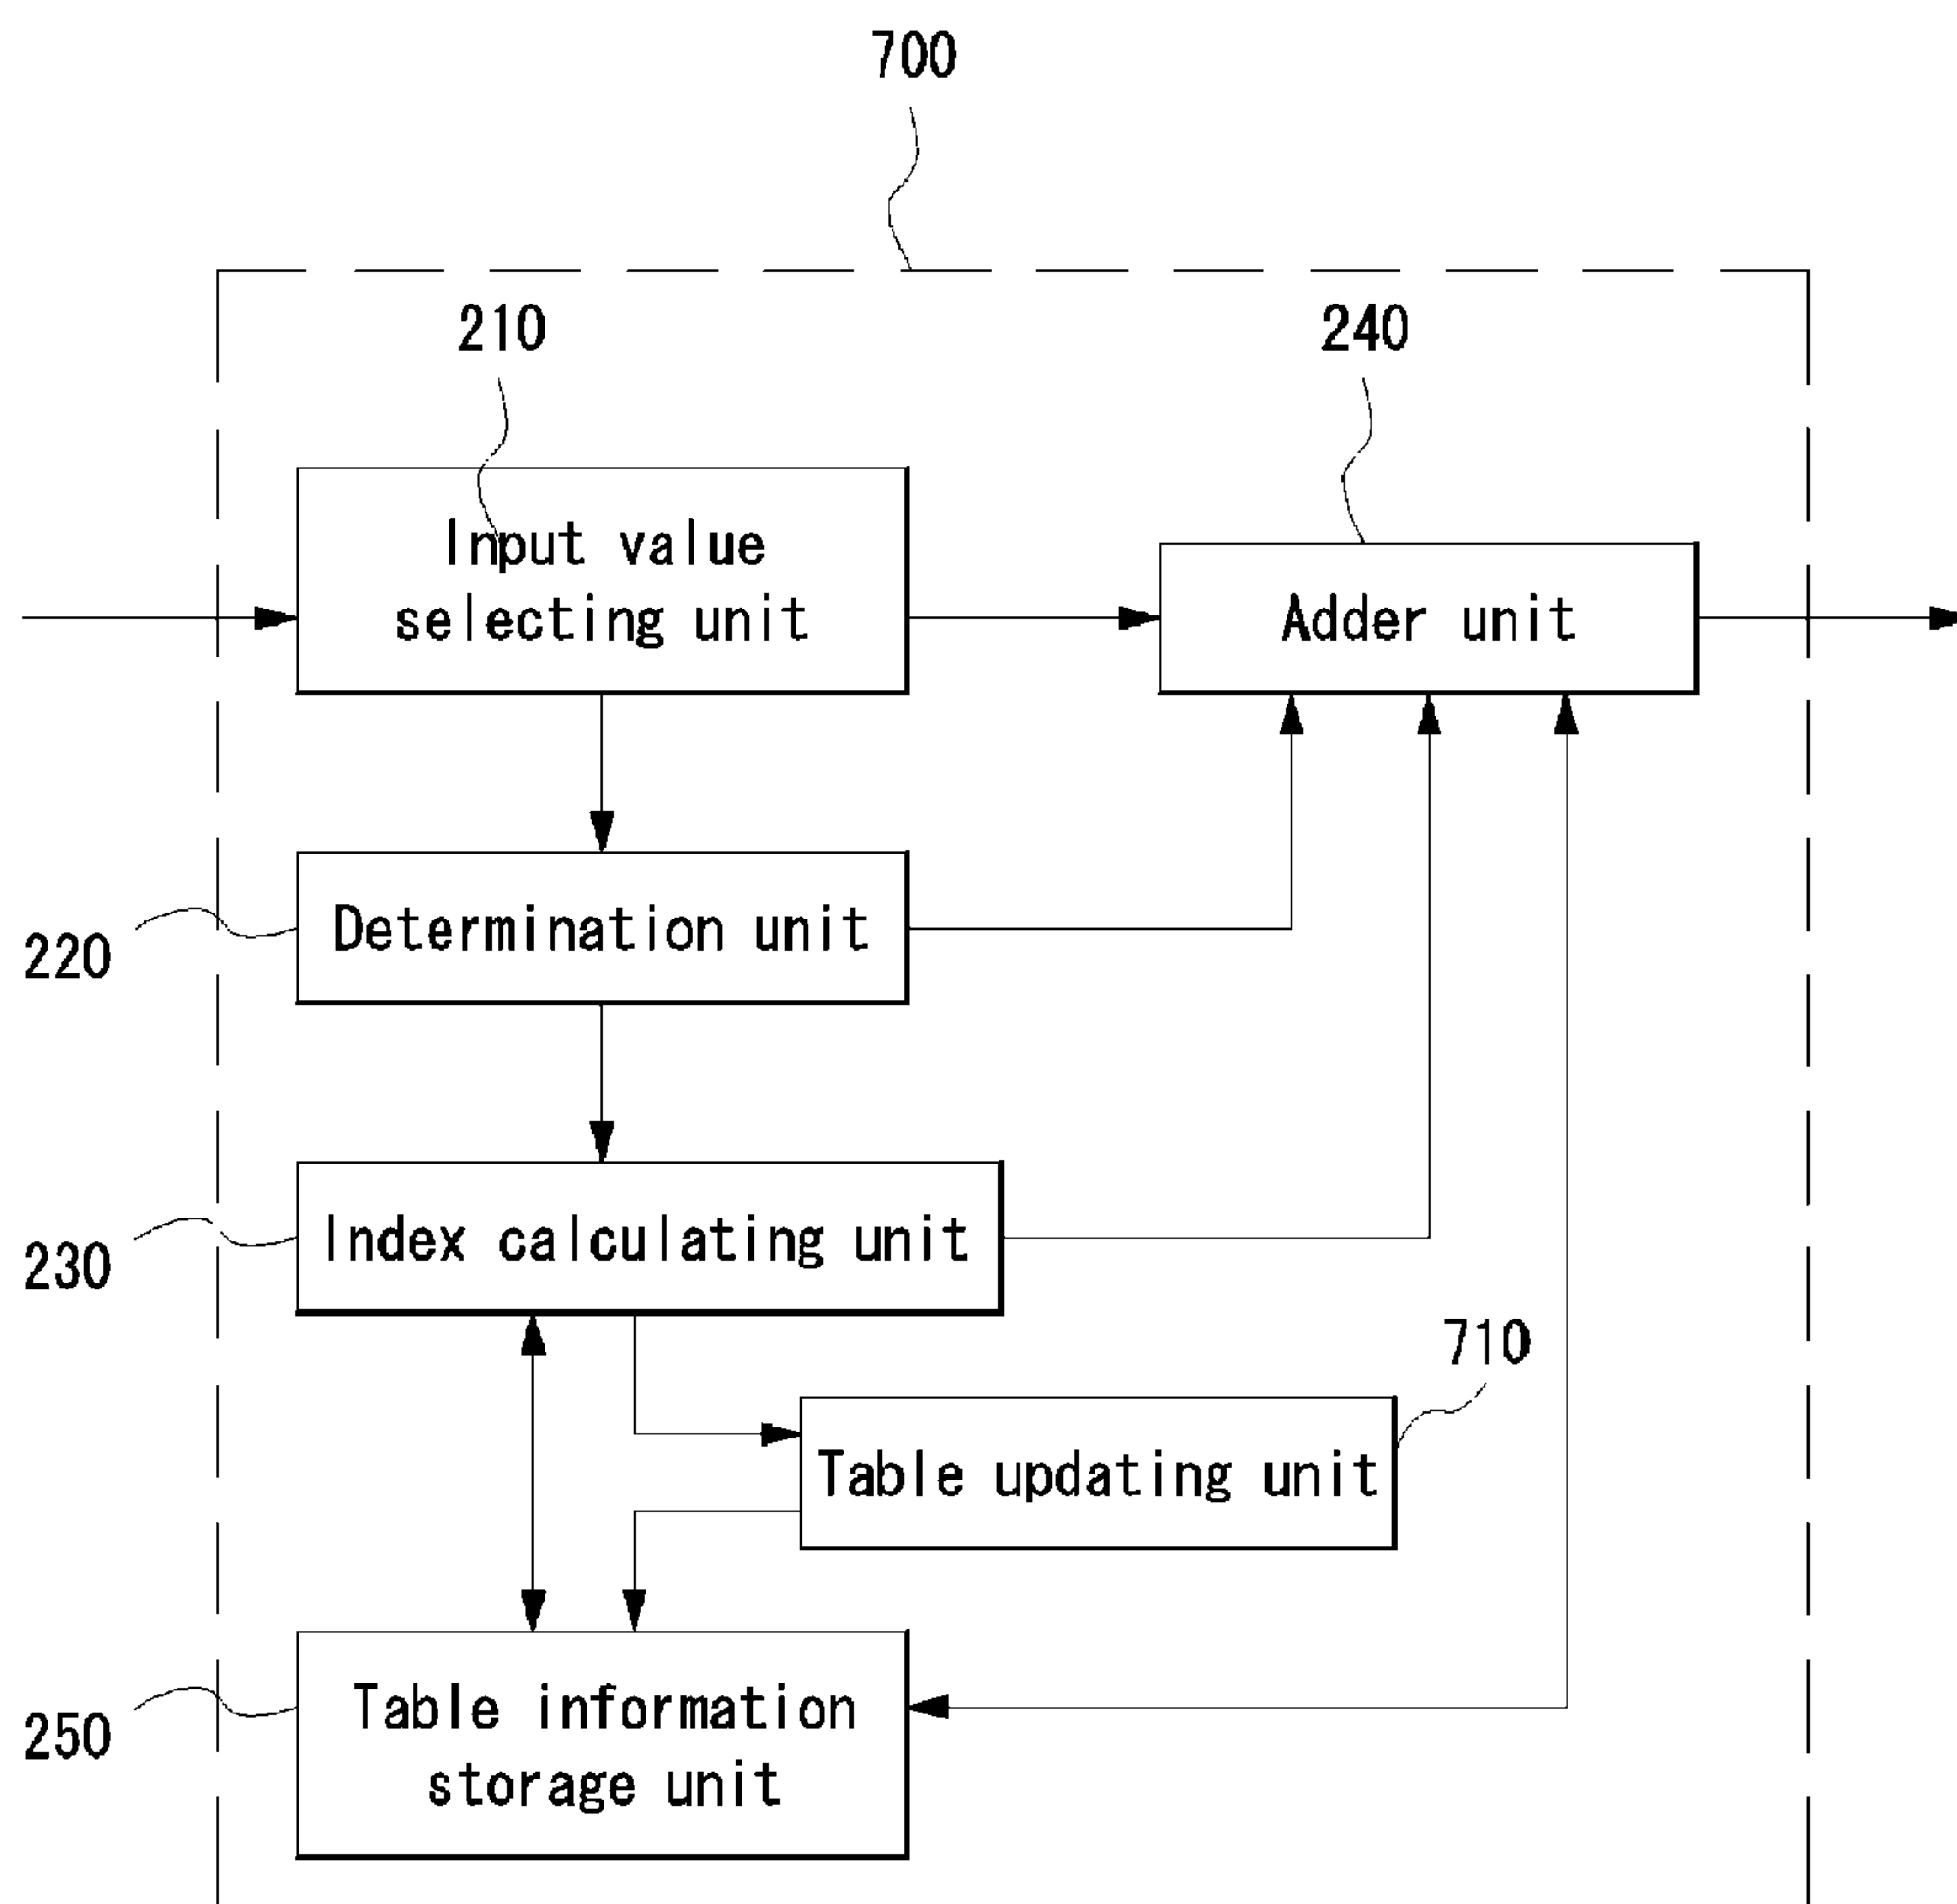 700
210
240
Input value
selecting unit
Adder unit
220
Determination unit
230
Index calculating unit
710
Table updating unit
250
Table information
storage unit